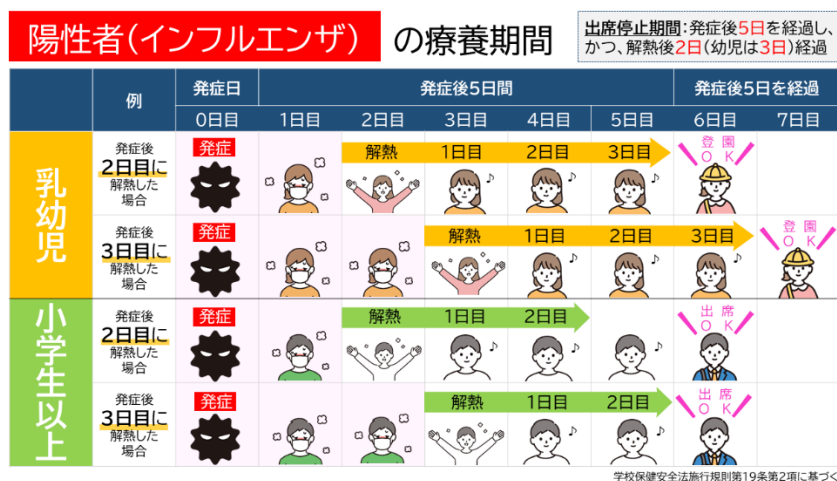 陽性者(インフルエンザ) の療養期間
出席停止期間:発症後5日を経過し、
かつ、解熱後2日(幼児は3日)経過
例 発症日 発症後5日間 発症後5日を経過
0日目 1日目 2日目 3日目 4日目 5日目 6日目 7日目
乳幼児
発症後
2日目に
解熱した
場合
発症 解熱 1日目 2日目 3日目
登園
OK
発症後
3日目に
解熱した
場合
発症 解熱 1日目 2日目 3日目
登園
OK
小学生以上
発症後
2日目に
解熱した
場合
発症 解熱 1日目 2日目
出席
OK
発症後
3日目に
解熱した
場合
発症 解熱 1日目 2日目
出席
OK
学校保健安全法施行規則第19条第2項に基づく